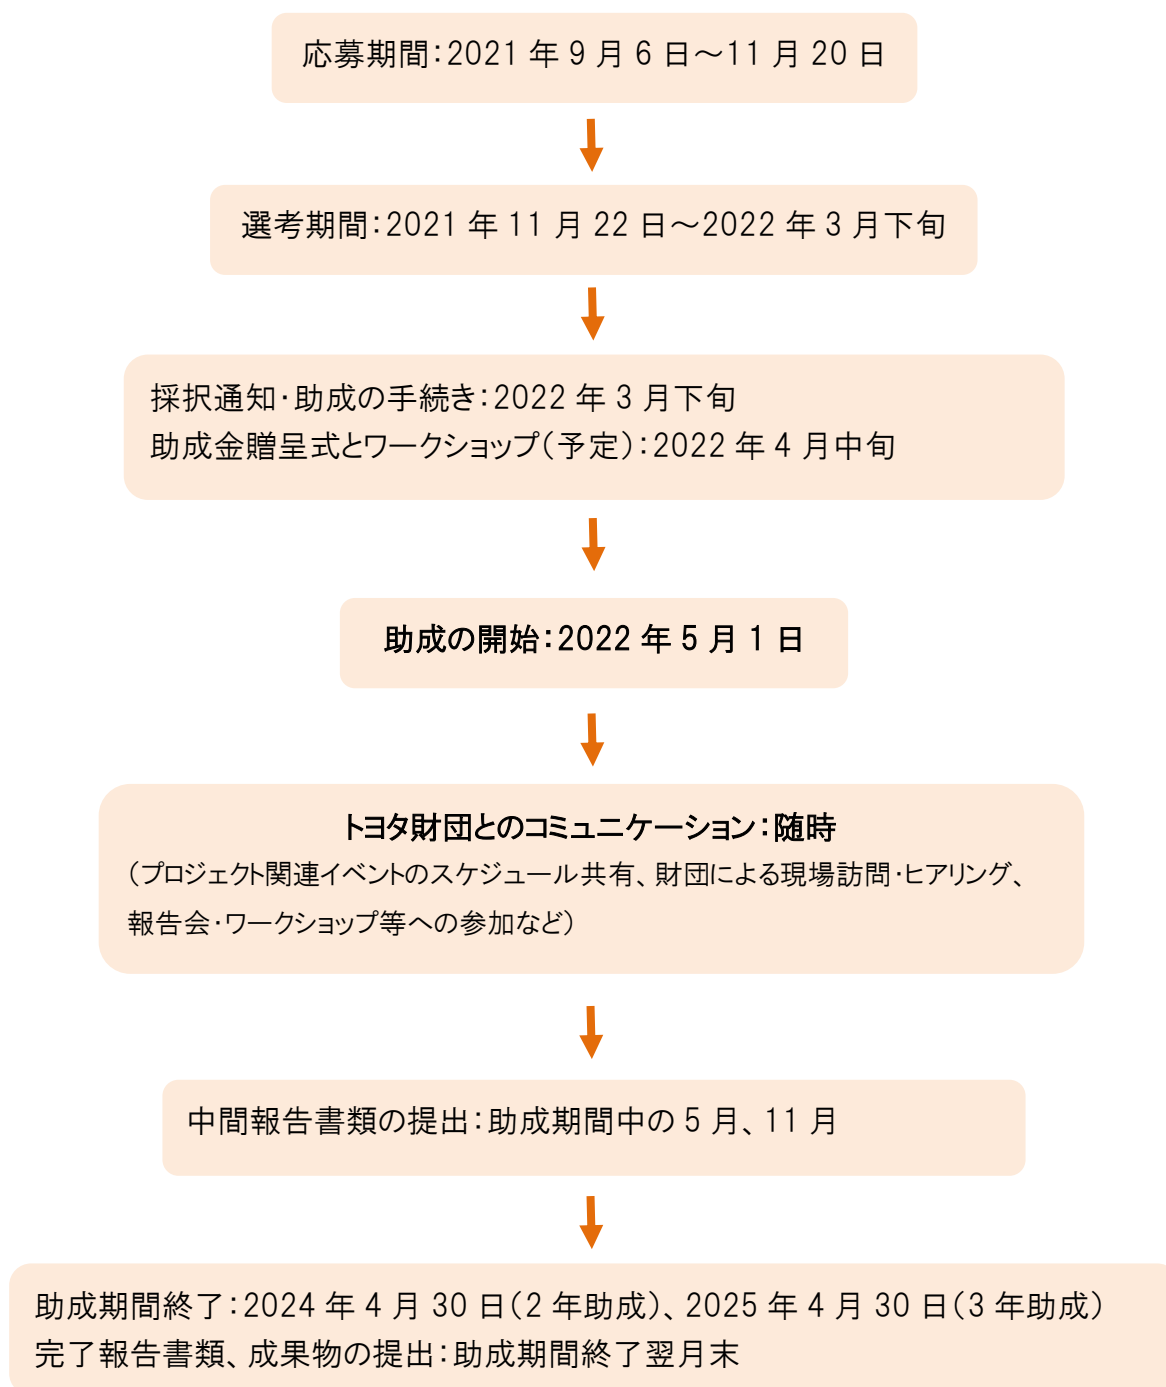 応募期間：2021 年 9 月 6 日～11 月 20 日
選考期間：2021 年 11 月 22 日～2022 年 3 月下旬
採択通知・助成の手続き：2022 年 3 月下旬
助成金贈呈式とワークショップ（予定）：2022 年 4 月中旬
助成の開始：2022 年 5 月 1 日
トヨタ財団とのコミュニケーション：随時
（プロジェクト関連イベントのスケジュール共有、財団による現場訪問・ヒアリング、
報告会・ワークショップ等への参加など）
中間報告書類の提出：助成期間中の 5 月、11 月
助成期間終了：2024 年 4 月 30 日（2 年助成）、2025 年 4 月 30 日（3 年助成）
完了報告書類、成果物の提出：助成期間終了翌月末